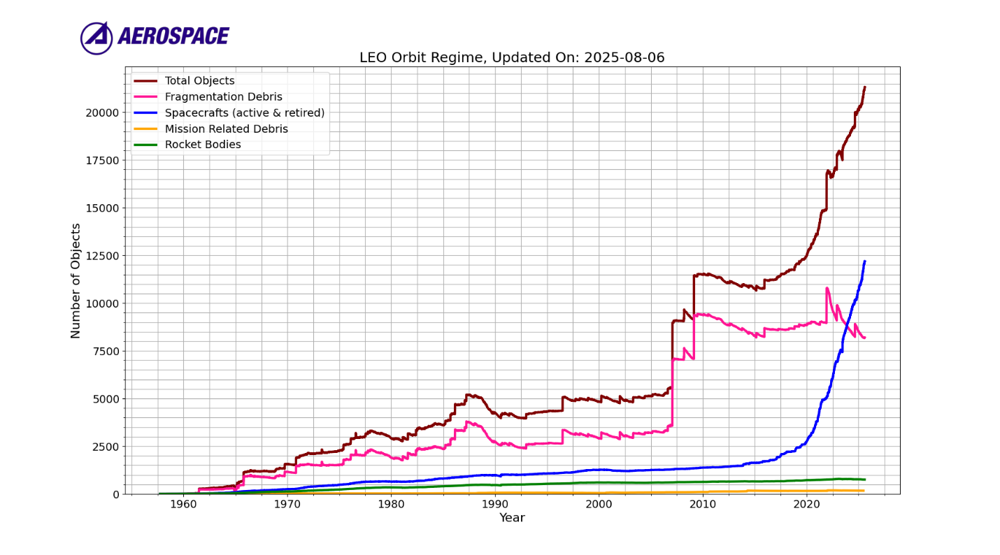 AEROSPACE
LEO Orbit Regime, Updated On: 2025-08-06
Total Objects
Fragmentation Debris
Spacecrafts (active & retired)
Mission Related Debris
Rocket Bodies
20000
17500
15000
12500
10000
7500
5000
2500
0
Number of Objects
1960 1970 1980 1990 2000 2010 2020
Year